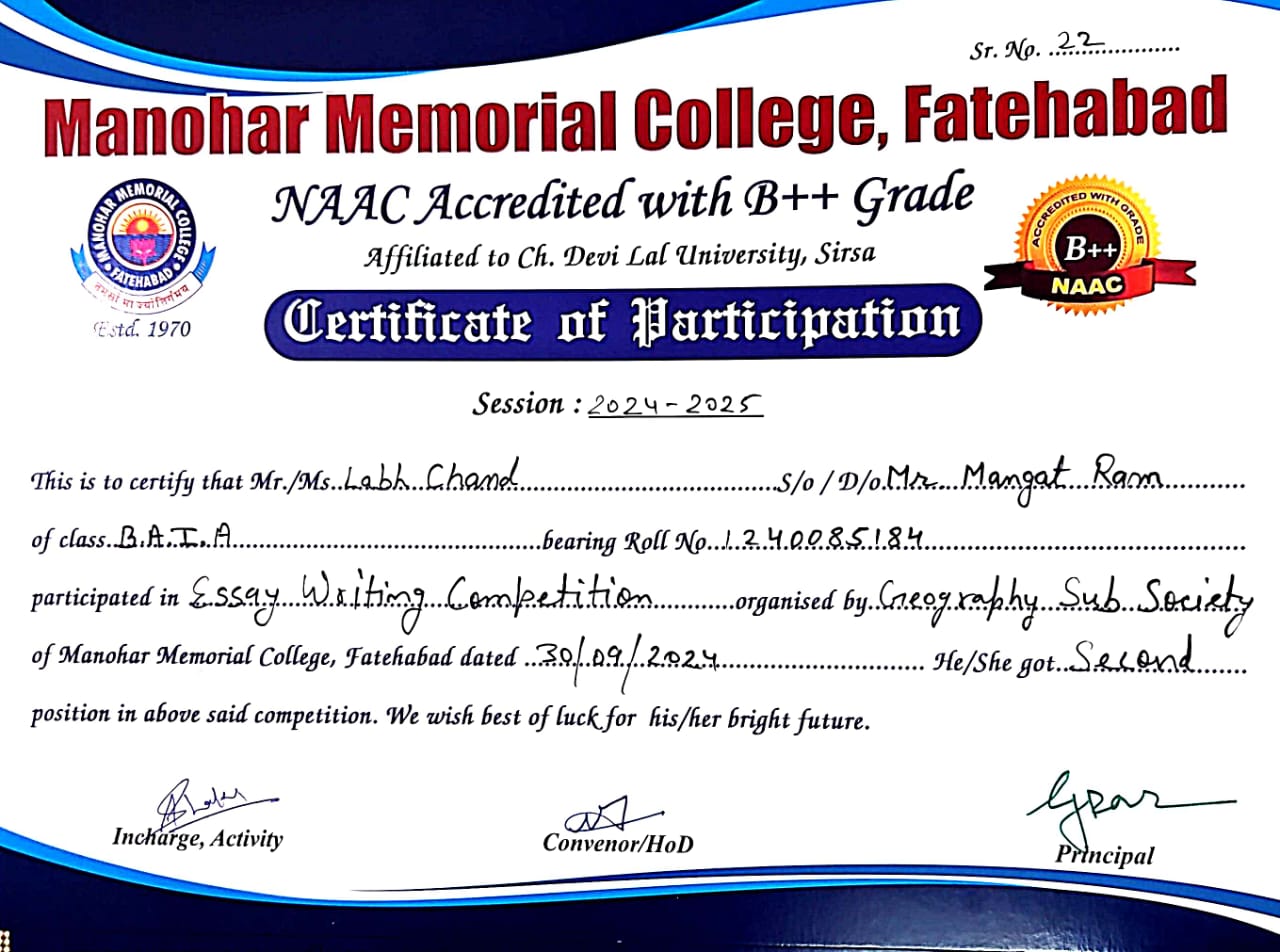 Sr. No. ..22....................
Manohar Memorial College, Fatehabad
MANOHAR MEMORIAL COLLEGE
• FATEHABAD •
तमसो मा ज्योतिर्गमय
Estd. 1970
NAAC Accredited with B++ Grade
Affiliated to Ch. Devi Lal University, Sirsa
ACCREDITED WITH GRADE
B++
NAAC
Certificate of Participation
Session : 2024-2025
This is to certify that Mr./Ms. Labh Chand S/o / D/o. Mr. Mangat Ram
of class B.A.I.A bearing Roll No. 1240085184
participated in Essay Writing Competition organised by Geography Sub Society
of Manohar Memorial College, Fatehabad dated 30/09/2024 He/She got Second
position in above said competition. We wish best of luck for his/her bright future.
Incharge, Activity
Convenor/HoD
Principal